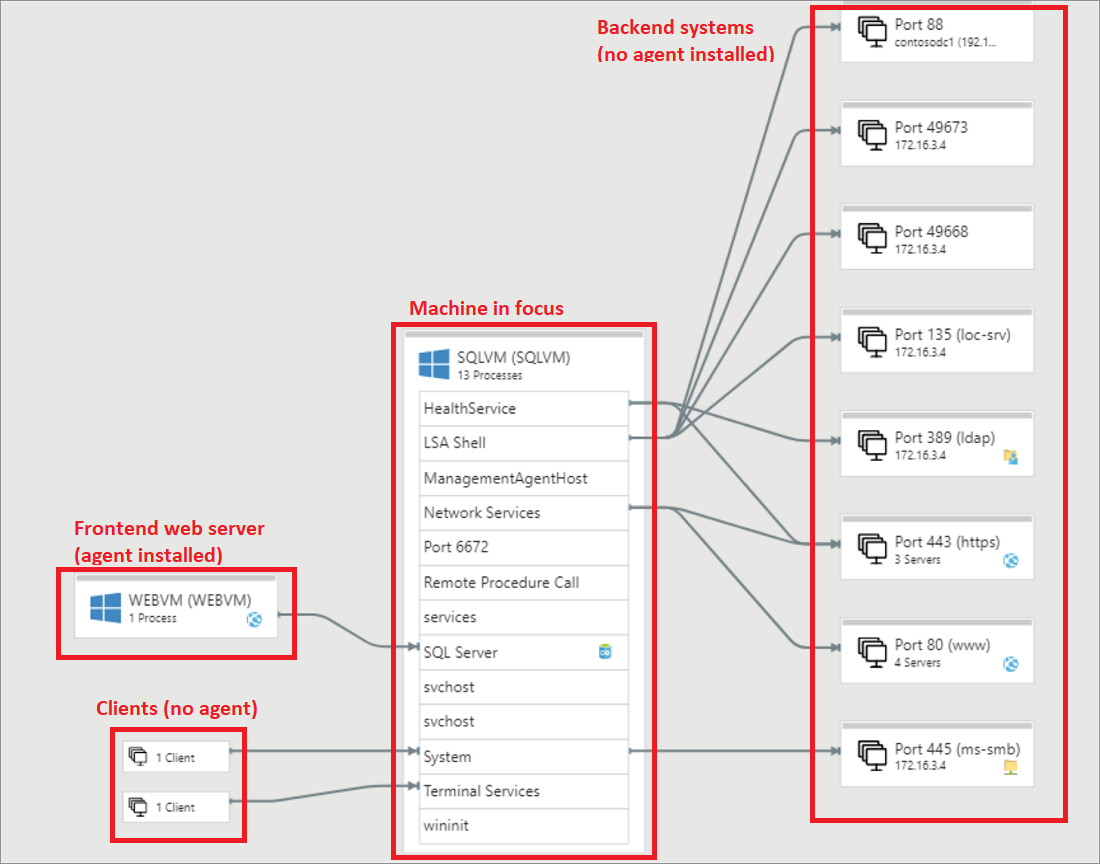 Backend systems
(no agent installed)
Port 88
contosodc1 (192.1...
Port 49673
172.16.3.4
Port 49668
172.16.3.4
Port 135 (loc-srv)
172.16.3.4
Port 389 (ldap)
172.16.3.4
Port 443 (https)
3 Servers
Port 80 (www)
4 Servers
Port 445 (ms-smb)
172.16.3.4
Machine in focus
SQLVM (SQLVM)
13 Processes
HealthService
LSA Shell
ManagementAgentHost
Network Services
Port 6672
Remote Procedure Call
services
SQL Server
svchost
svchost
System
Terminal Services
wininit
Frontend web server
(agent installed)
WEBVM (WEBVM)
1 Process
Clients (no agent)
1 Client
1 Client